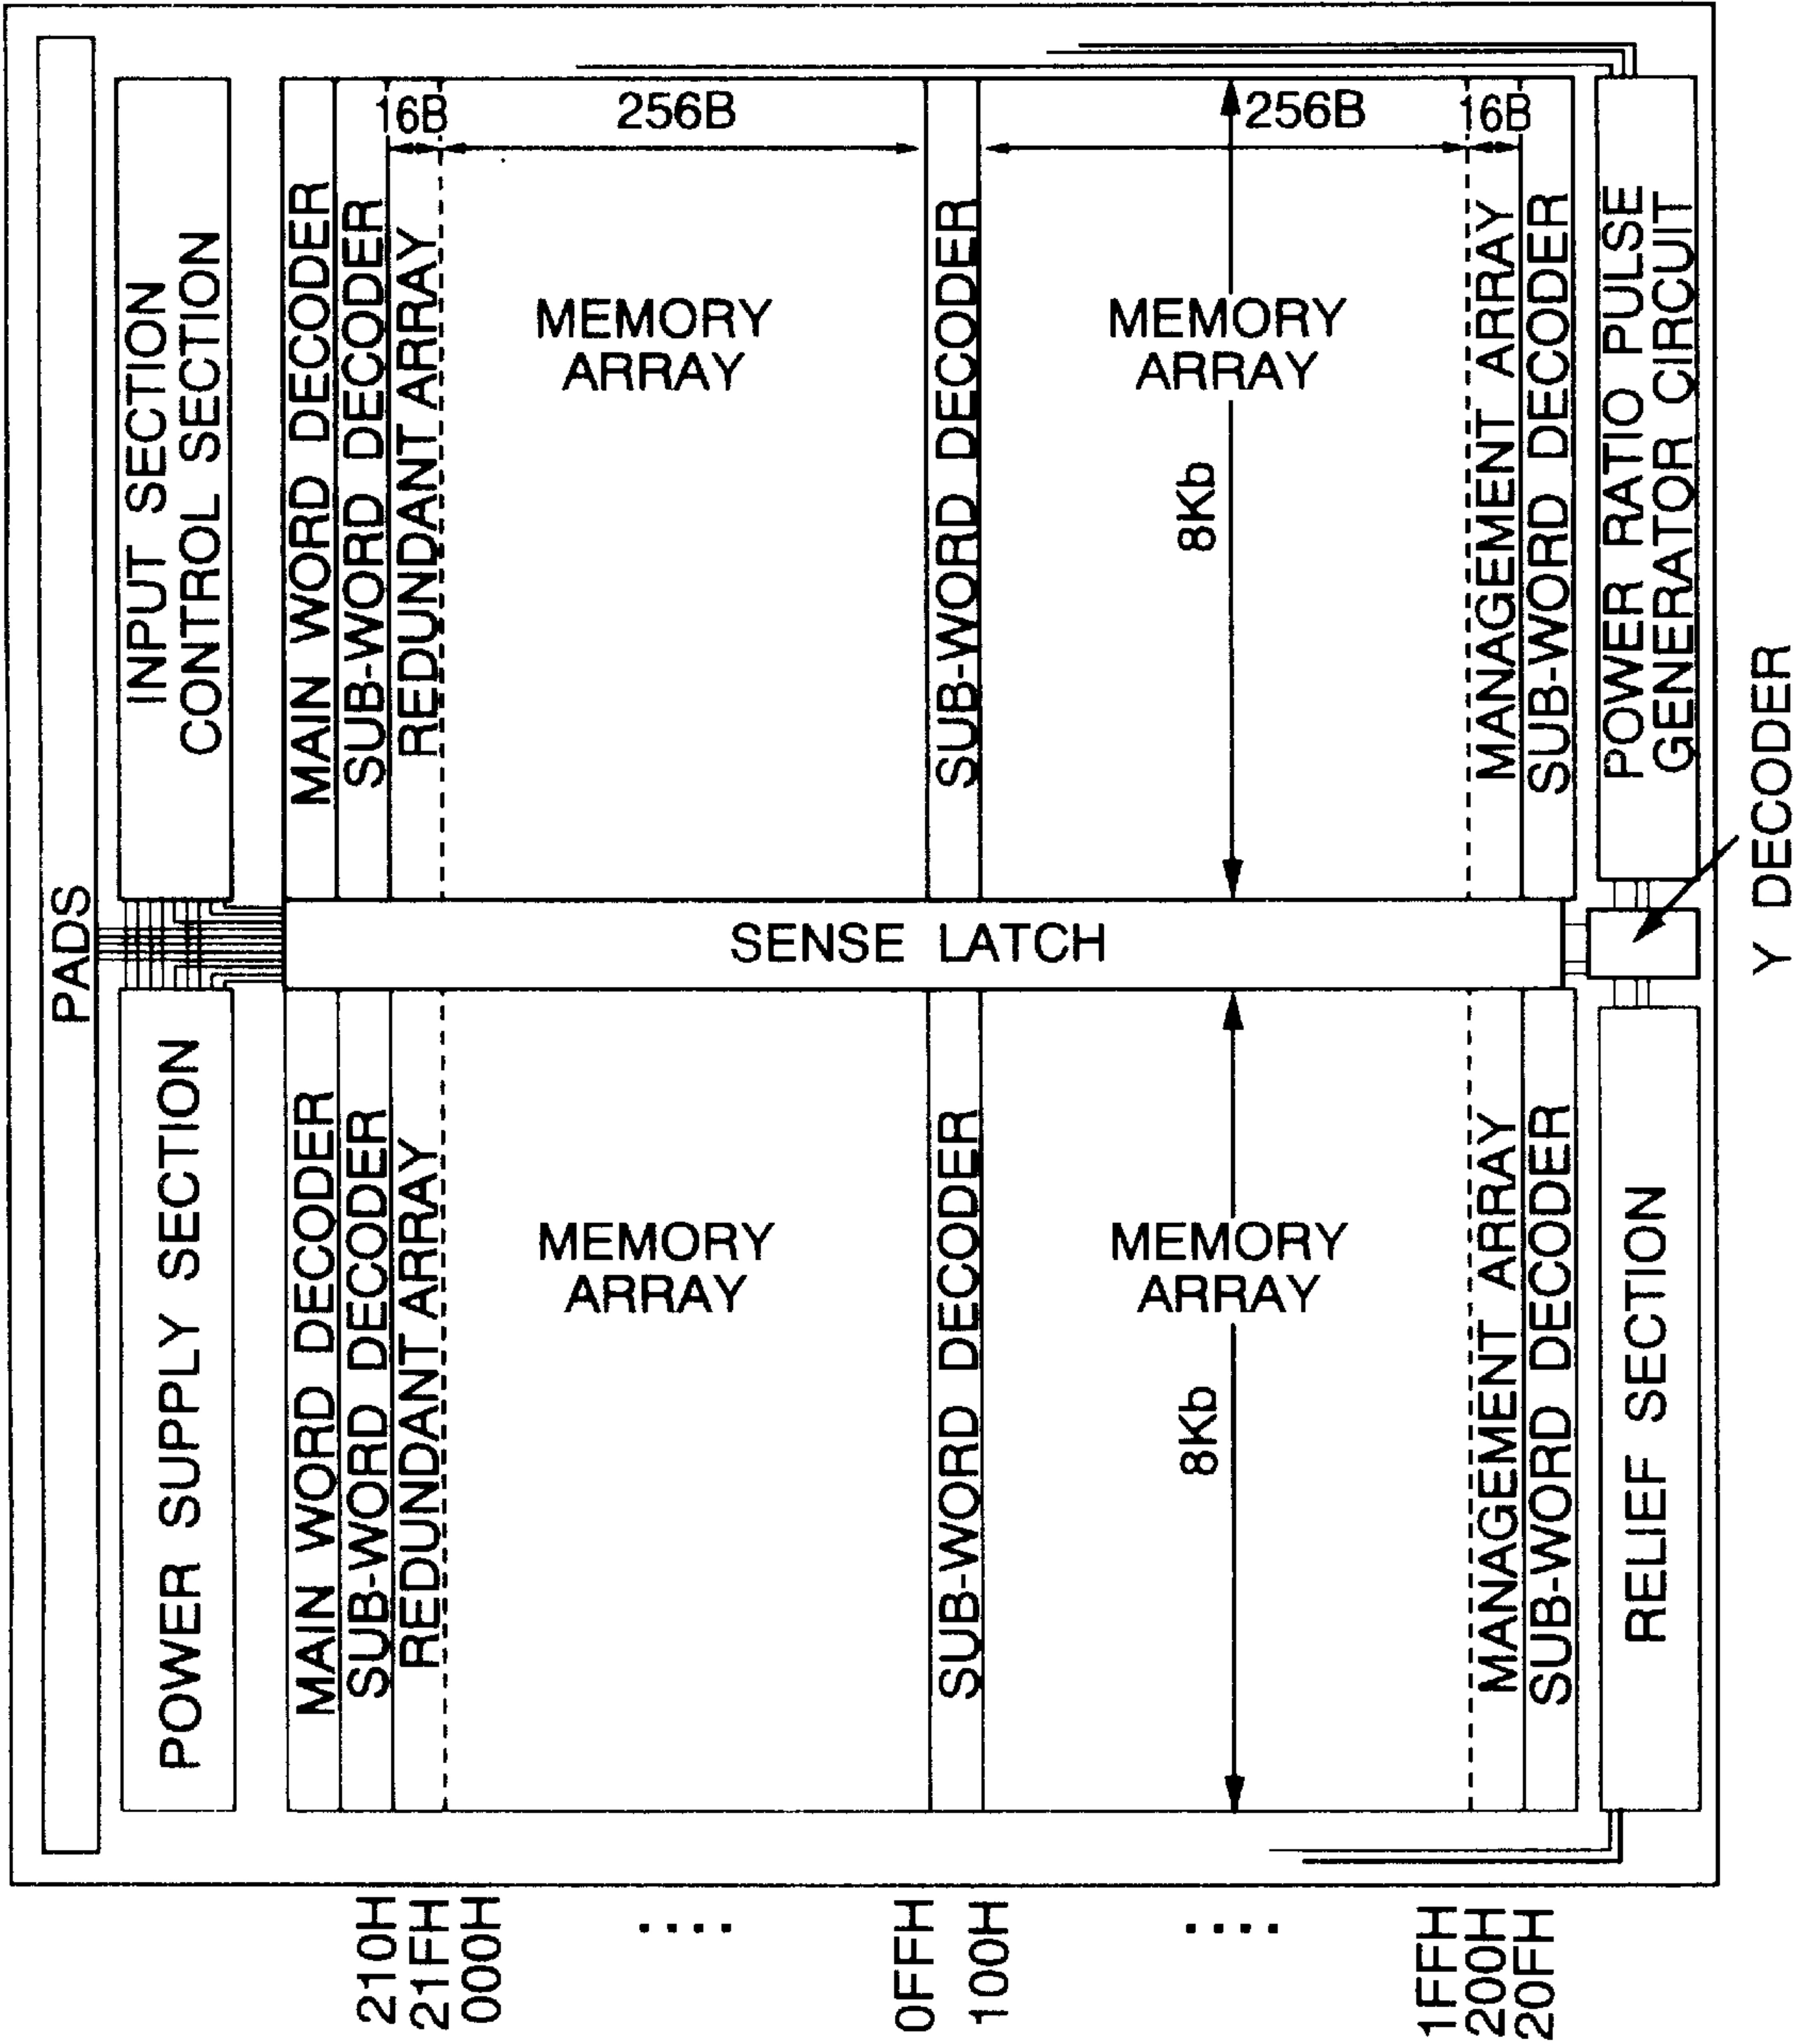 PADS
INPUT SECTION
CONTROL SECTION
POWER SUPPLY SECTION
16B
256B
256B
16B
MAIN WORD DECODER
SUB-WORD DECODER
REDUNDANT ARRAY
MEMORY
ARRAY
SUB-WORD DECODER
MEMORY
ARRAY
8Kb
MANAGEMENT ARRAY
SUB-WORD DECODER
POWER RATIO PULSE
GENERATOR CIRCUIT
SENSE LATCH
Y DECODER
MAIN WORD DECODER
SUB-WORD DECODER
REDUNDANT ARRAY
MEMORY
ARRAY
SUB-WORD DECODER
MEMORY
ARRAY
8Kb
MANAGEMENT ARRAY
SUB-WORD DECODER
RELIEF SECTION
210H
21FH
000H
....
0FFH
100H
....
1FFH
200H
20FH